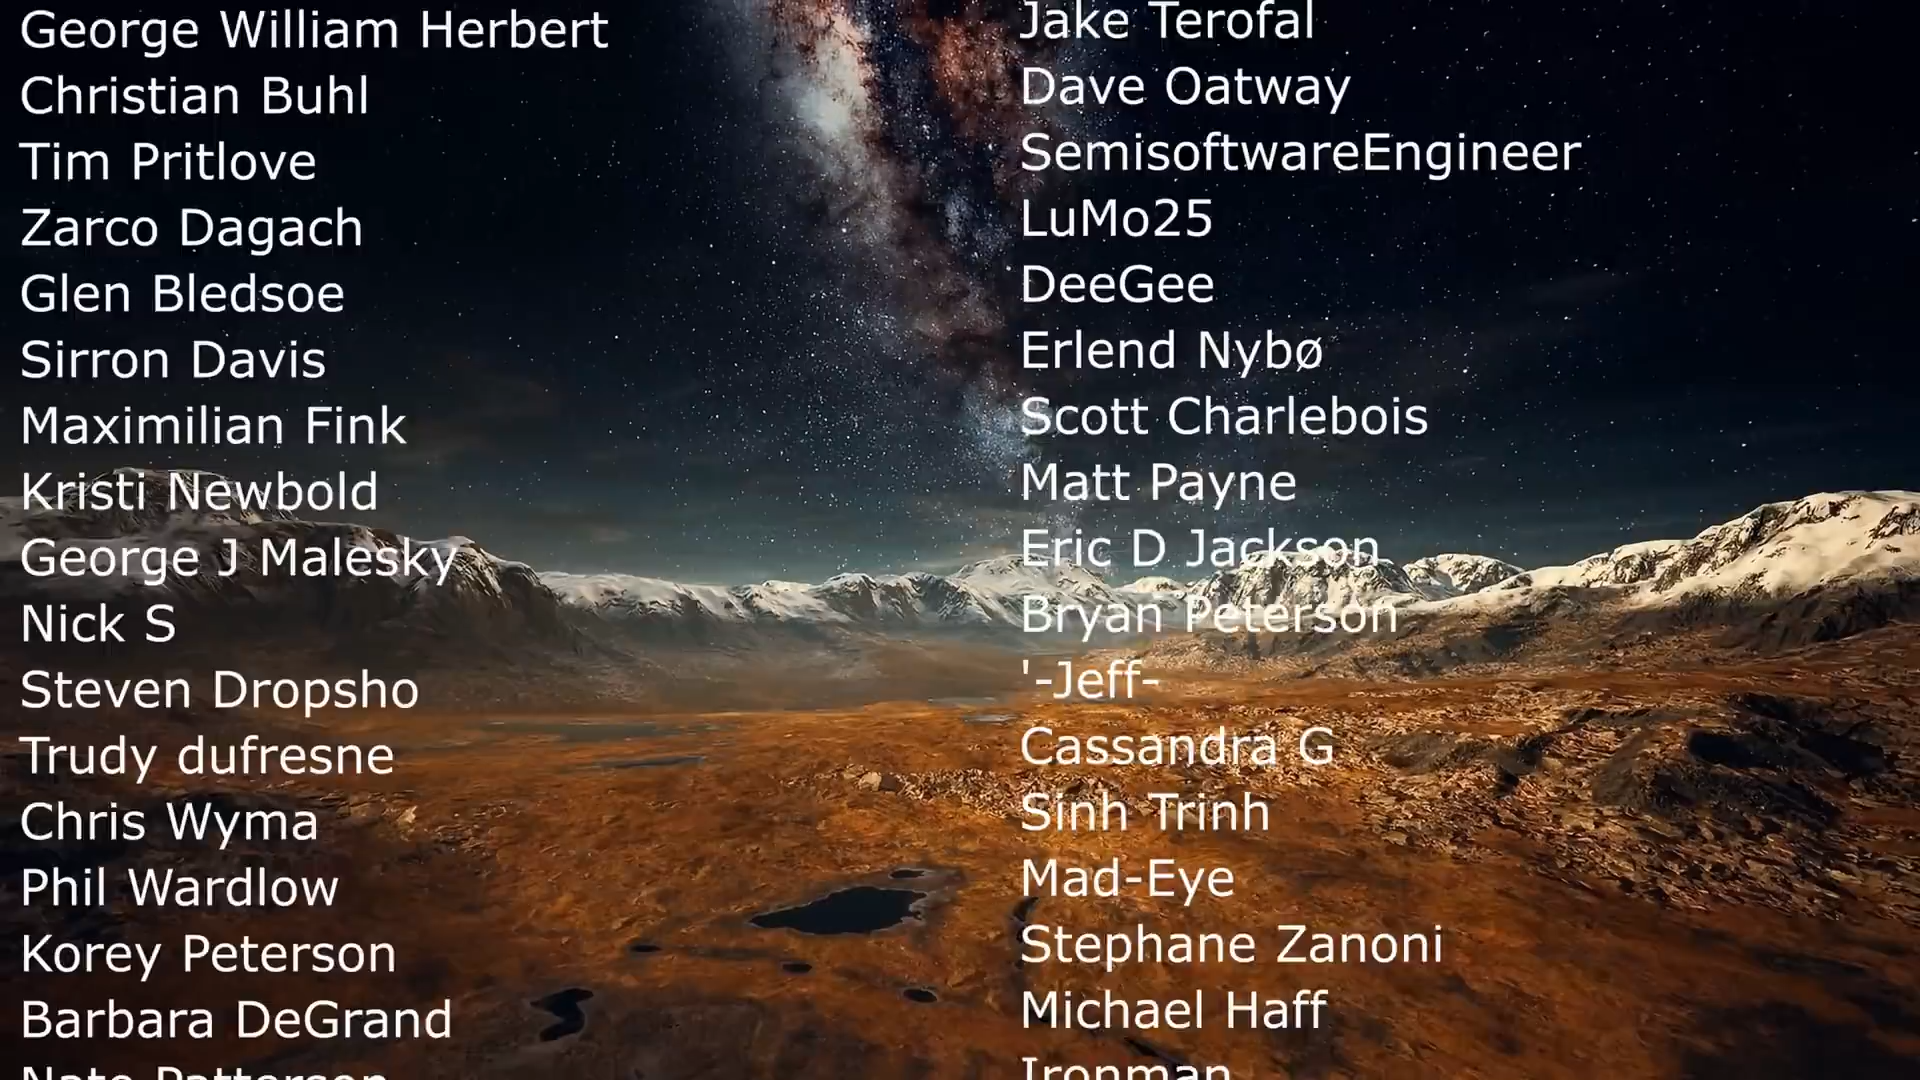 George William Herbert
Christian Buhl
Tim Pritlove
Zarco Dagach
Glen Bledsoe
Sirron Davis
Maximilian Fink
Kristi Newbold
George J Malesky
Nick S
Steven Dropsho
Trudy dufresne
Chris Wyma
Phil Wardlow
Korey Peterson
Barbara DeGrand
Nate Patterson
Jake Terofal
Dave Oatway
SemisoftwareEngineer
LuMo25
DeeGee
Erlend Nybø
Scott Charlebois
Matt Payne
Eric D Jackson
Bryan Peterson
'-Jeff-
Cassandra G
Sinh Trinh
Mad-Eye
Stephane Zanoni
Michael Haff
Ironman